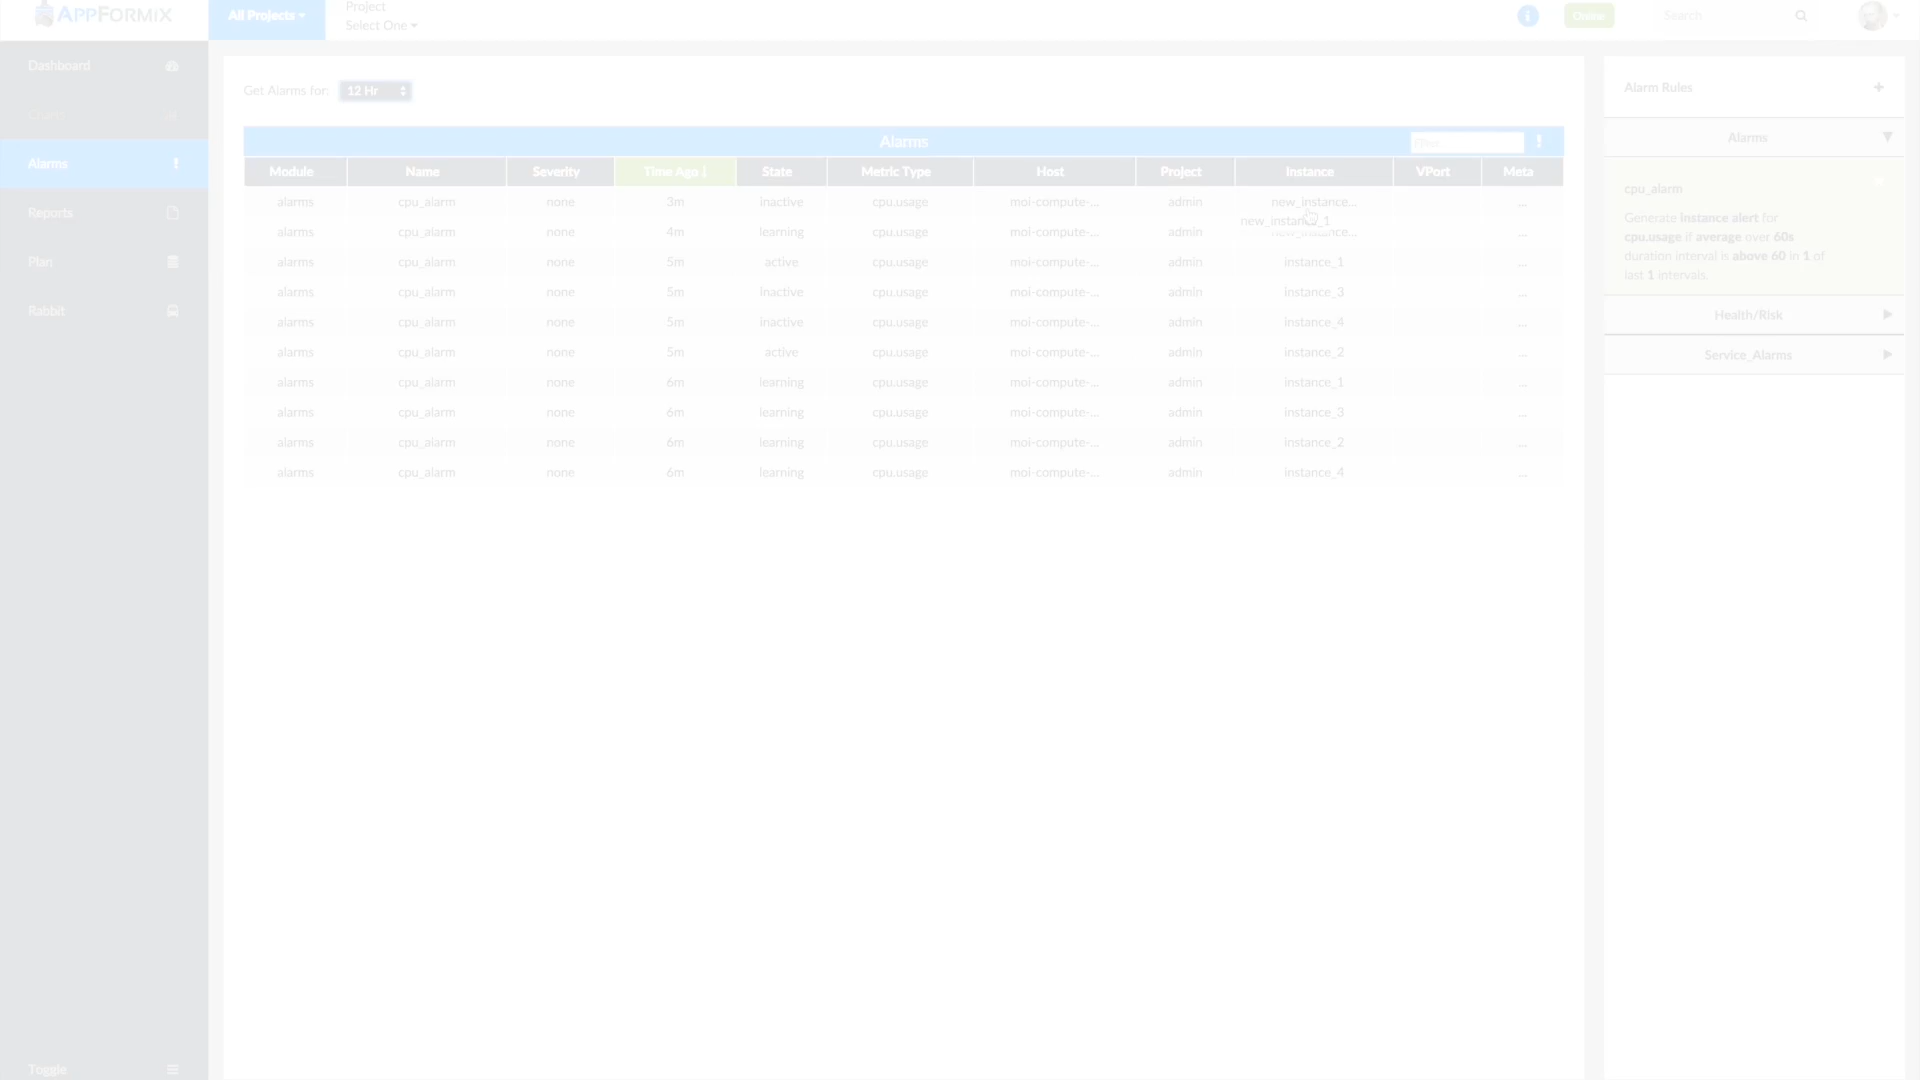 APPFORMIX
All Projects
Project
Select One
Online
Search
Dashboard
Charts
Alarms
Reports
Plan
Rabbit
Toggle
Get Alarms for: 12 Hr
Alarms
Filter
Module Name Severity Time Ago State Metric Type Host Project Instance VPort Meta
alarms cpu_alarm none 3m inactive cpu.usage moi-compute-... admin new_instance... ...
new_instance_1
alarms cpu_alarm none 4m learning cpu.usage moi-compute-... admin new_instance... ...
alarms cpu_alarm none 5m active cpu.usage moi-compute-... admin instance_1 ...
alarms cpu_alarm none 5m inactive cpu.usage moi-compute-... admin instance_3 ...
alarms cpu_alarm none 5m inactive cpu.usage moi-compute-... admin instance_4 ...
alarms cpu_alarm none 5m active cpu.usage moi-compute-... admin instance_2 ...
alarms cpu_alarm none 6m learning cpu.usage moi-compute-... admin instance_1 ...
alarms cpu_alarm none 6m learning cpu.usage moi-compute-... admin instance_3 ...
alarms cpu_alarm none 6m learning cpu.usage moi-compute-... admin instance_2 ...
alarms cpu_alarm none 6m learning cpu.usage moi-compute-... admin instance_4 ...
Alarm Rules +
Alarms
cpu_alarm
Generate instance alert for
cpu.usage if average over 60s
duration interval is above 60 in 1 of
last 1 intervals.
Health/Risk
Service_Alarms